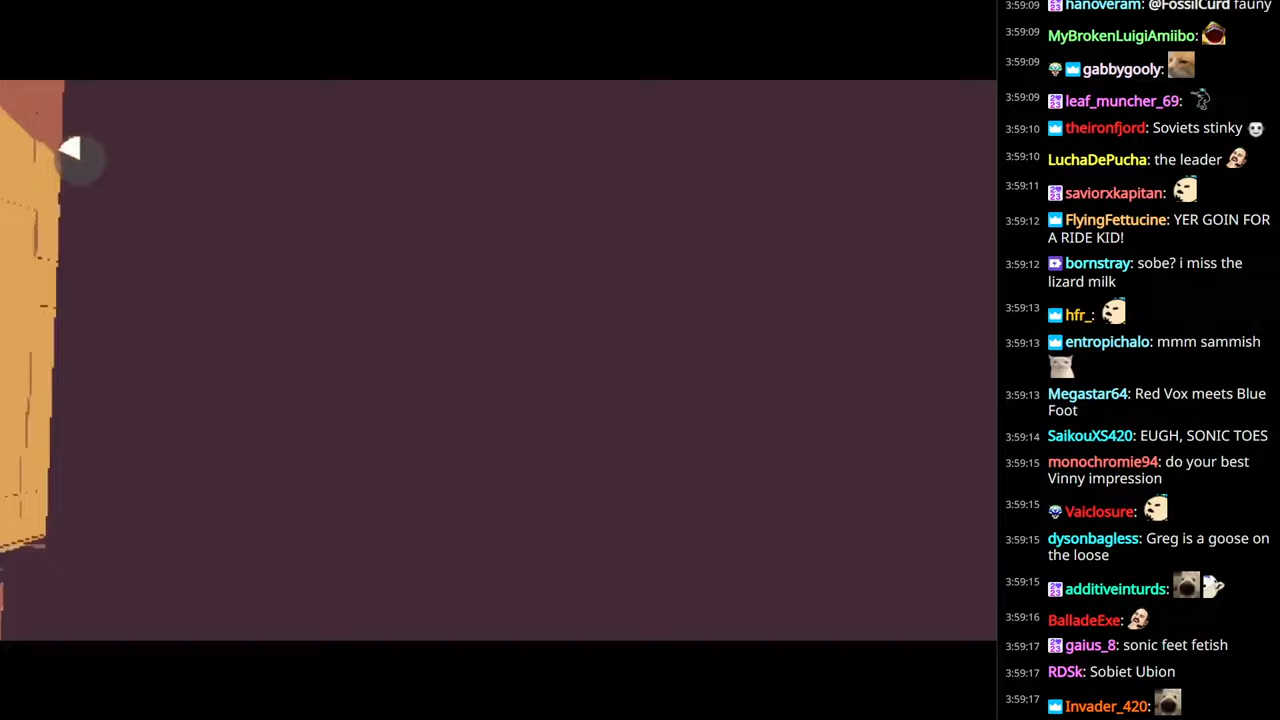 3:59:09 hanoveram: @FossilCurd fauny
3:59:09 MyBrokenLuigiAmiibo:
3:59:09 gabbygooly:
3:59:09 leaf_muncher_69:
3:59:10 theironfjord: Soviets stinky
3:59:10 LuchaDePucha: the leader
3:59:11 saviorxkapitan:
3:59:12 FlyingFettucine: YER GOIN FOR
A RIDE KID!
3:59:12 bornstray: sobe? i miss the
lizard milk
3:59:13 hfr_:
3:59:13 entropichalo: mmm sammish
3:59:13 Megastar64: Red Vox meets Blue
Foot
3:59:14 SaikouXS420: EUGH, SONIC TOES
3:59:15 monochromie94: do your best
Vinny impression
3:59:15 Vaiclosure:
3:59:15 dysonbagless: Greg is a goose on
the loose
3:59:15 additiveinturds:
3:59:16 BalladeExe:
3:59:17 gaius_8: sonic feet fetish
3:59:17 RDSk: Sobiet Ubion
3:59:17 Invader_420: